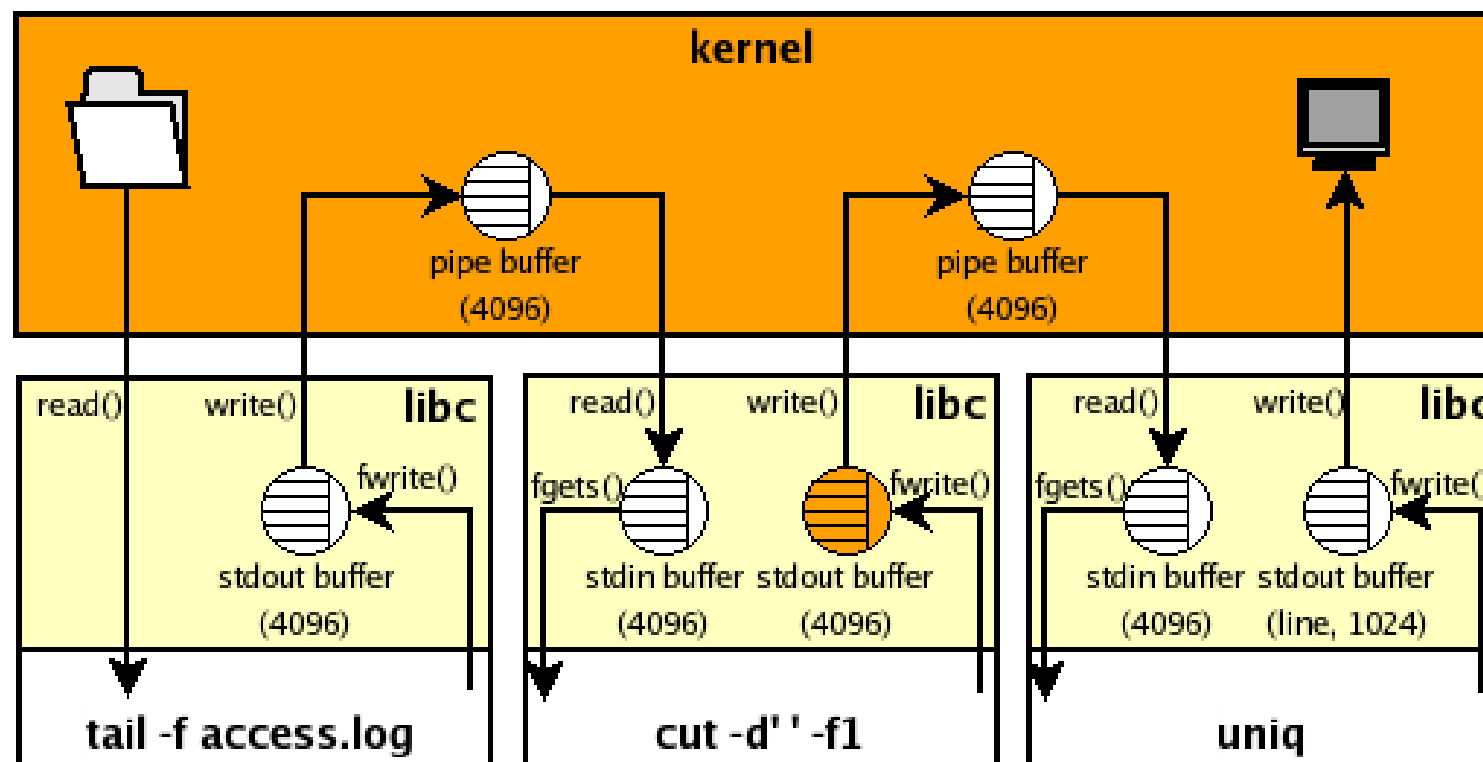 kernel
pipe buffer
(4096)
pipe buffer
(4096)
read()
write()
libc
fwrite()
stdout buffer
(4096)
tail -f access.log
read()
write()
libc
fgets()
fwrite()
stdin buffer
(4096)
stdout buffer
(4096)
cut -d' ' -f1
read()
write()
libc
fgets()
fwrite()
stdin buffer
(4096)
stdout buffer
(line, 1024)
uniq